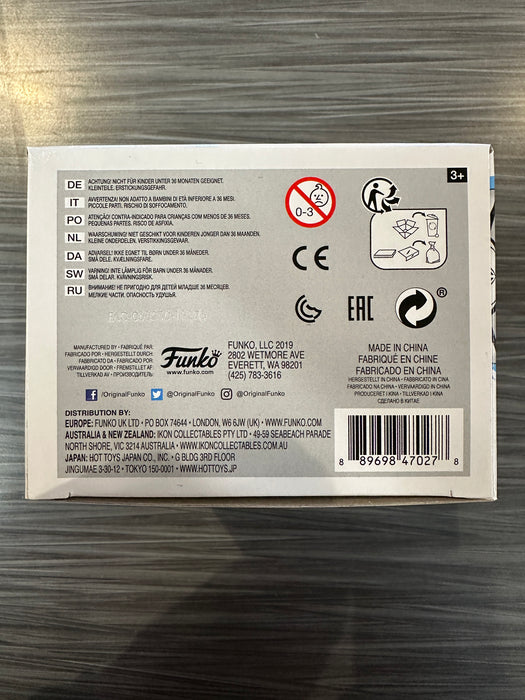 DE ACHTUNG! NICHT FÜR KINDER UNTER 36 MONATEN GEEIGNET.
KLEINTEILE. ERSTICKUNGSGEFAHR.
IT AVVERTENZA! NON ADATTO A BAMBINI DI ETÀ INFERIORE A 36 MESI.
PICCOLE PARTI. RISCHIO DI SOFFOCAMENTO.
PO ATENÇÃO! CONTRA-INDICADO PARA CRIANÇAS COM MENOS DE 36 MESES.
PEQUENAS PARTES. RISCO DE ASFIXIA.
NL WAARSCHUWING! NIET GESCHIKT VOOR KINDEREN JONGER DAN 36 MAANDEN.
KLEINE ONDERDELEN. VERSTIKKINGSGEVAAR.
DA ADVARSEL! IKKE EGNET TIL BØRN UNDER 36 MÅNEDER.
SMÅ DELE. KVÆLNINGSFARE.
SW VARNING! INTE LÄMPLIG FÖR BARN UNDER 36 MÅNADER.
SMÅ DELAR. KVÄVNINGSRISK.
RU ВНИМАНИЕ! НЕ ПРИГОДНО ДЛЯ ДЕТЕЙ МЛАДШЕ 36 МЕСЯЦЕВ.
МЕЛКИЕ ЧАСТИ. ОПАСНОСТЬ УДУШЬЯ.
0-3
3+
CE
EAC
®
MANUFACTURED BY • FABRIQUÉ PAR:
FABRICADO POR • HERGESTELLT DURCH:
FABRICADO DA • FABRICADO POR:
VERVAARDIGD DOOR • FREMSTILLET AF:
TILLVERKAD AV • ПРОИЗВОДИТЕЛЬ:
Funko
www.funko.com
FUNKO, LLC 2019
2802 WETMORE AVE
EVERETT, WA 98201
(425) 783-3616
MADE IN CHINA
FABRIQUÉ EN CHINE
FABRICADO EN CHINA
HERGESTELLT IN CHINA • FABBRICATO IN CINA
FABRICADO NA CHINA • VERVAARDIGD IN CHINA
PRODUCERET I KINA • TILLVERKAD I KINA
СДЕЛАНО В КИТАЕ
/OriginalFunko @OriginalFunko @OriginalFunko
DISTRIBUTION BY:
EUROPE: FUNKO UK LTD • PO BOX 74644 • LONDON, W6 6JW (UK) • WWW.FUNKO.COM
AUSTRALIA & NEW ZEALAND: IKON COLLECTABLES PTY LTD • 49-59 SEABEACH PARADE
NORTH SHORE, VIC 3214 AUSTRALIA • WWW.IKONCOLLECTABLES.COM.AU
JAPAN: HOT TOYS JAPAN CO., INC. • G BLDG 3RD FLOOR
JINGUMAE 3-30-12 • TOKYO 150-0001 • WWW.HOTTOYS.JP
8 89698 47027 8